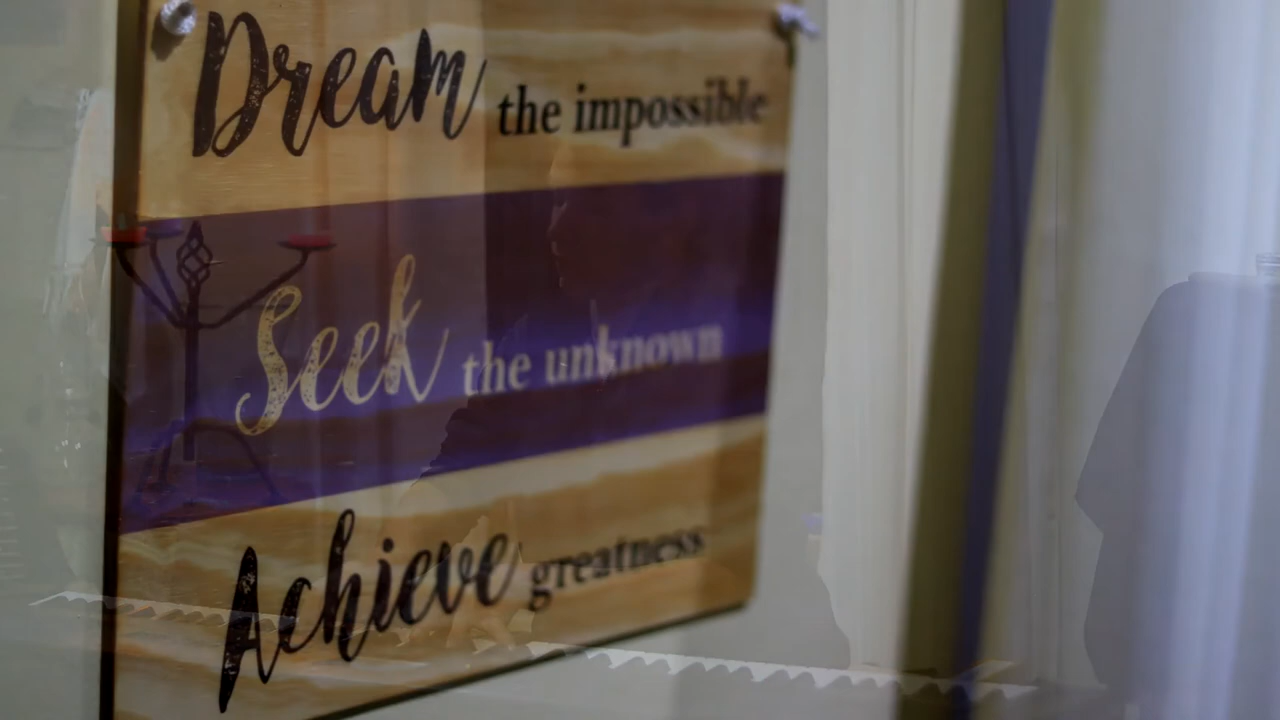 Dream the impossible
Seek the unknown
Achieve greatness